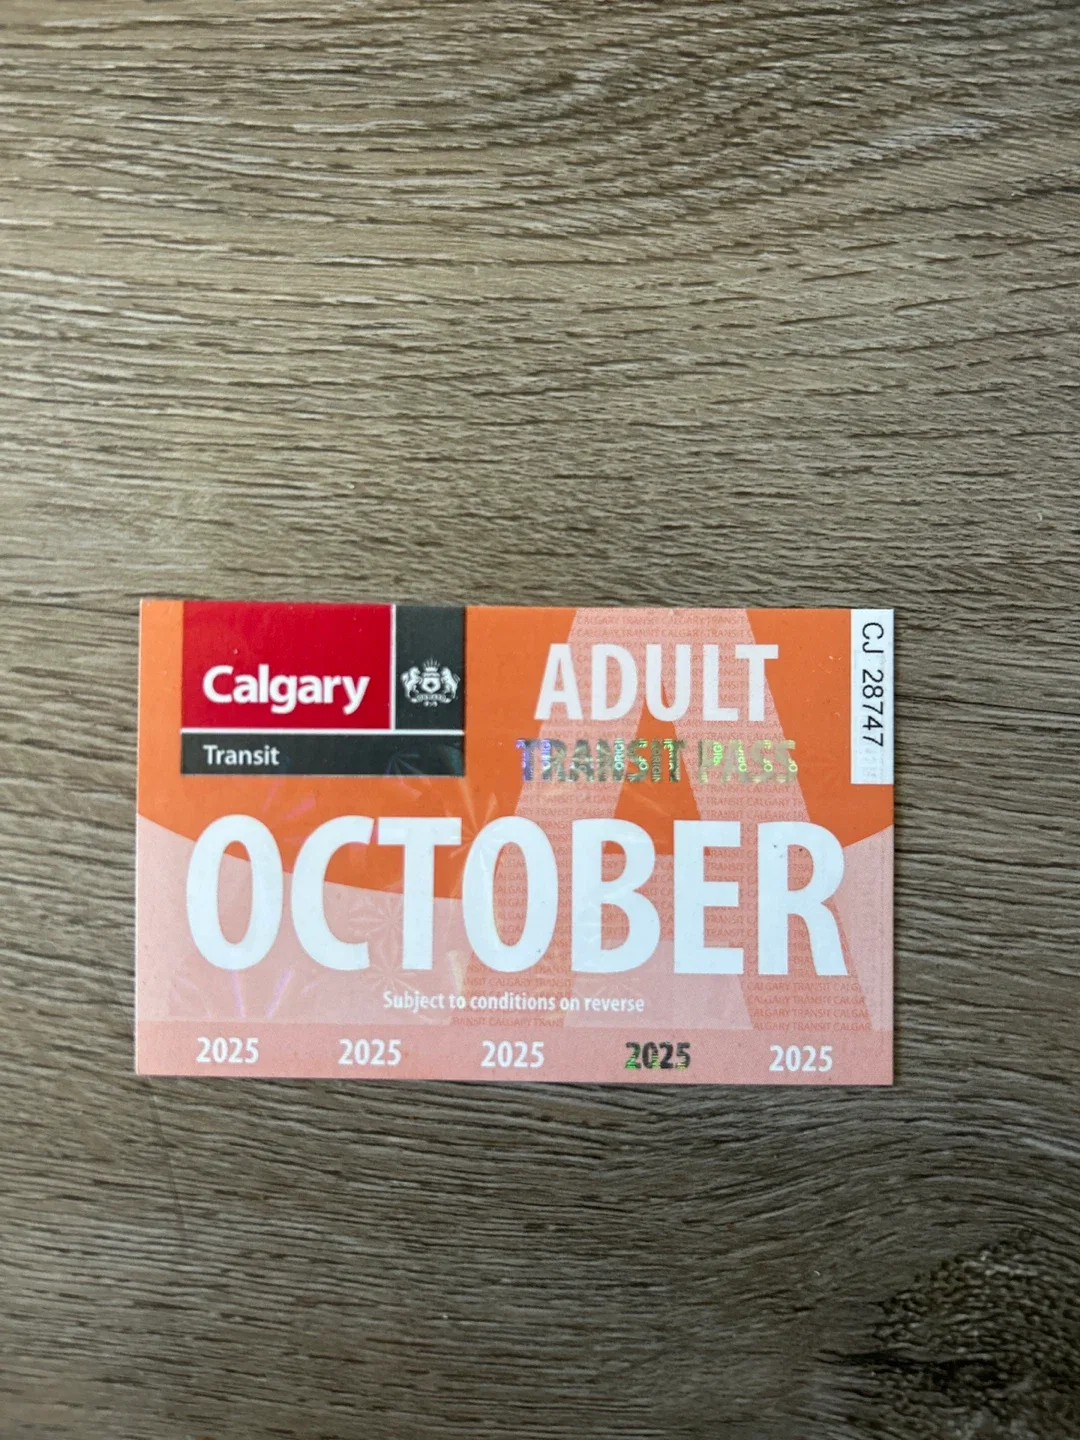 Calgary
Transit
ADULT
TRANSIT PASS
CJ 28747
OCTOBER
Subject to conditions on reverse
2025 2025 2025 2025 2025